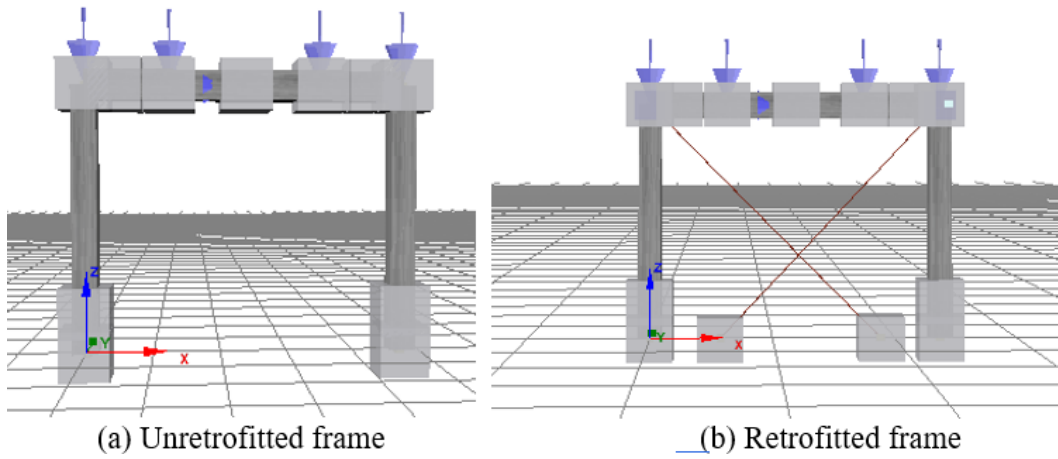 Z
Y
X
Z
Y
X
(a) Unretrofitted frame
(b) Retrofitted frame